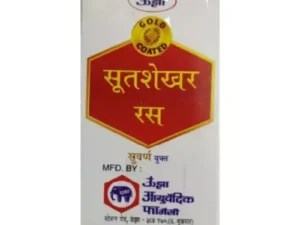 ऊँझा
GOLD
COATED
सूतशेखर
रस
सुवर्ण युक्त
MFD. BY :
ऊँझा
आयुर्वेदिक
फार्मसी